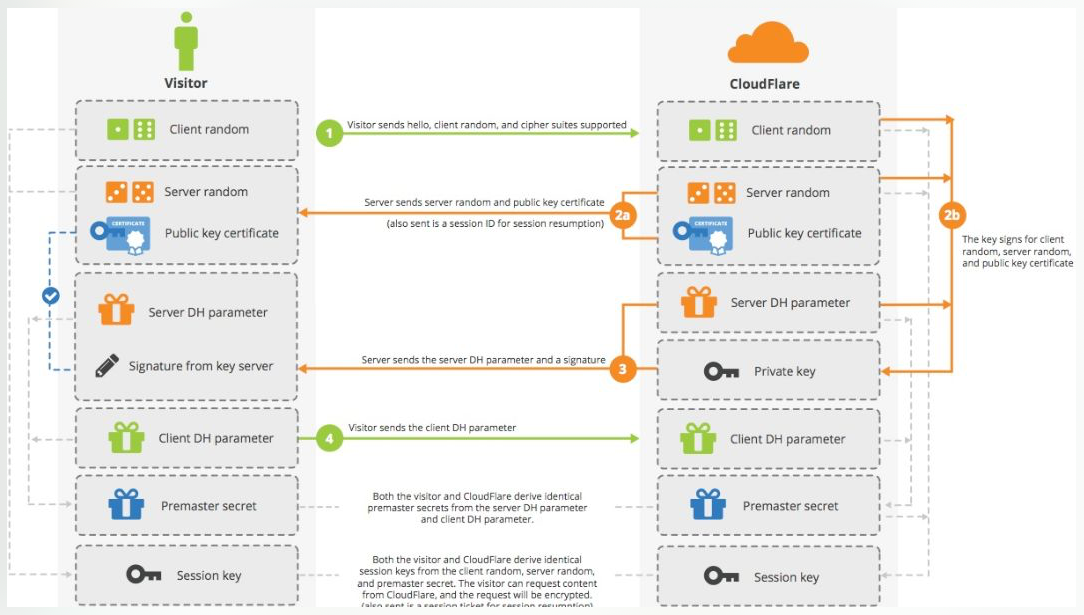 Visitor
CloudFlare
Client random
1
Visitor sends hello, client random, and cipher suites supported
Client random
Server random
Public key certificate
CERTIFICATE
Server sends server random and public key certificate
(also sent is a session ID for session resumption)
2a
Server random
Public key certificate
CERTIFICATE
2b
The key signs for client
random, server random,
and public key certificate
Server DH parameter
Signature from key server
Server sends the server DH parameter and a signature
3
Server DH parameter
Private key
Client DH parameter
4
Visitor sends the client DH parameter
Client DH parameter
Premaster secret
Both the visitor and CloudFlare derive identical
premaster secrets from the server DH parameter
and client DH parameter.
Premaster secret
Session key
Both the visitor and CloudFlare derive identical
session keys from the client random, server random,
and premaster secret. The visitor can request content
from CloudFlare, and the request will be encrypted.
(also sent is a session ticket for session resumption)
Session key